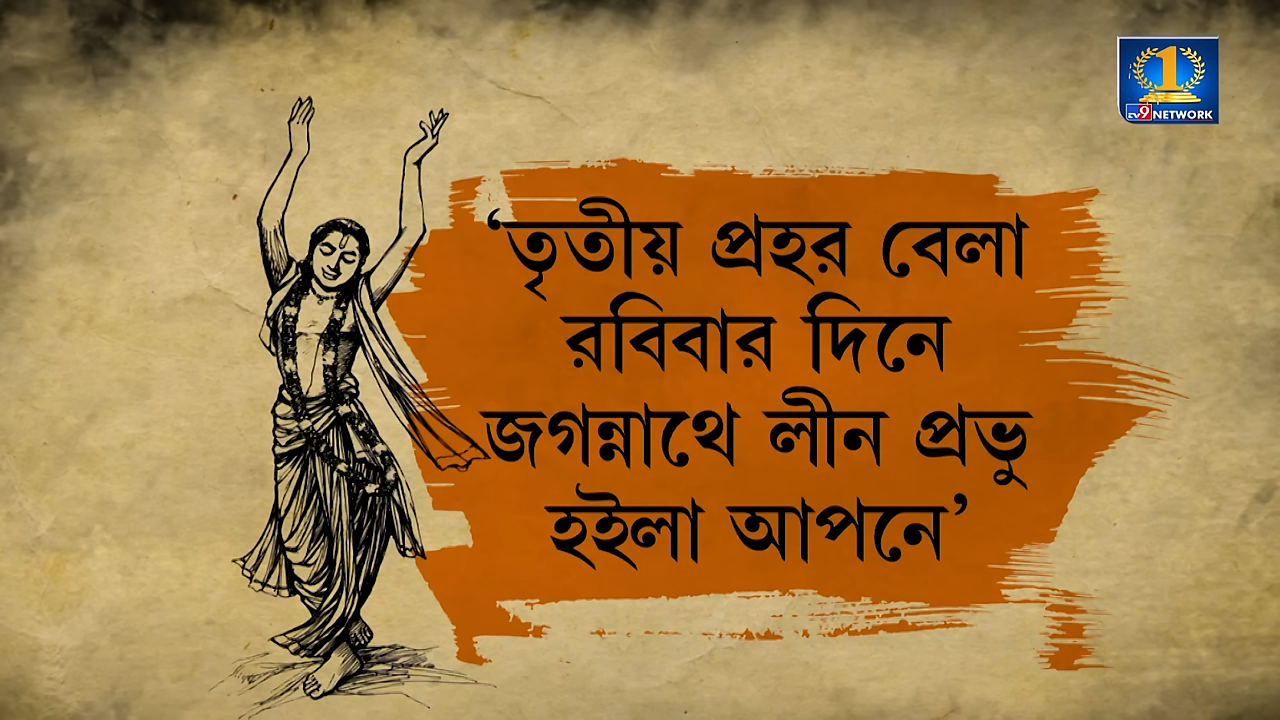 1
TV9 NETWORK
‘তৃতীয় প্রহর বেলা
রবিবার দিনে
জগন্নাথে লীন প্রভু
হইলা আপনে’